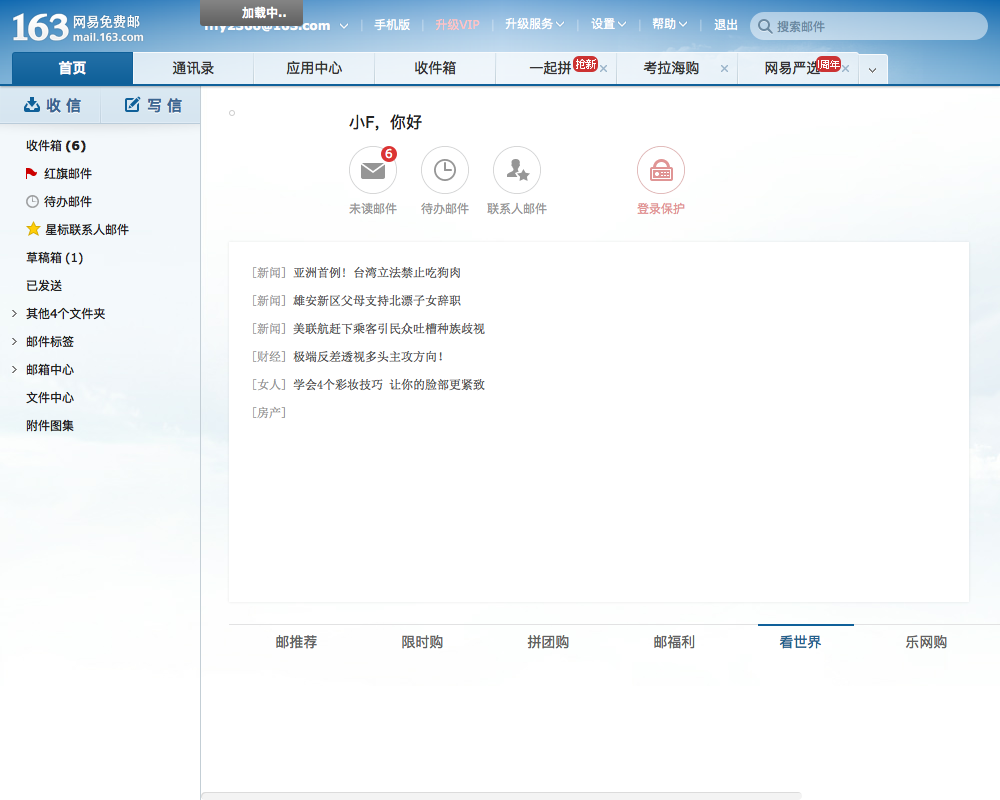 加载中..
163 网易免费邮
mail.163.com
手机版 升级VIP 升级服务 设置 帮助 退出 搜索邮件
首页 通讯录 应用中心 收件箱 一起拼 抢新 考拉海购 网易严选 周年
收信 写信
收件箱 (6)
红旗邮件
待办邮件
星标联系人邮件
草稿箱 (1)
已发送
其他4个文件夹
邮件标签
邮箱中心
文件中心
附件图集
小F，你好
6
未读邮件 待办邮件 联系人邮件 登录保护
[新闻] 亚洲首例！台湾立法禁止吃狗肉
[新闻] 雄安新区父母支持北漂子女辞职
[新闻] 美联航赶下乘客引民众吐槽种族歧视
[财经] 极端反差透视多头主攻方向！
[女人] 学会4个彩妆技巧 让你的脸部更紧致
[房产]
邮推荐 限时购 拼团购 邮福利 看世界 乐网购